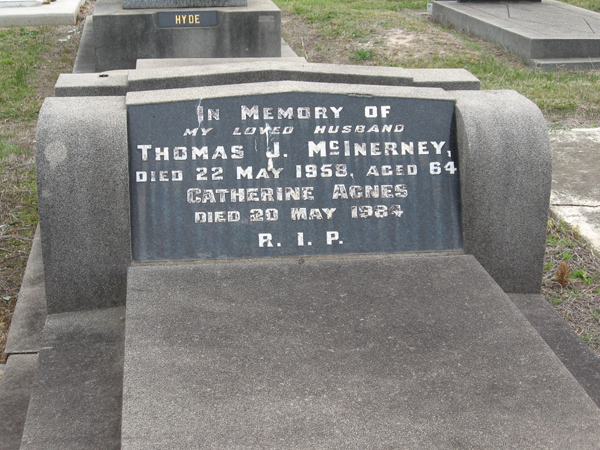 HYDE
IN MEMORY OF
MY LOVED HUSBAND
THOMAS J. McINERNEY,
DIED 22 MAY 1958, AGED 64
CATHERINE AGNES
DIED 20 MAY 1984
R. I. P.